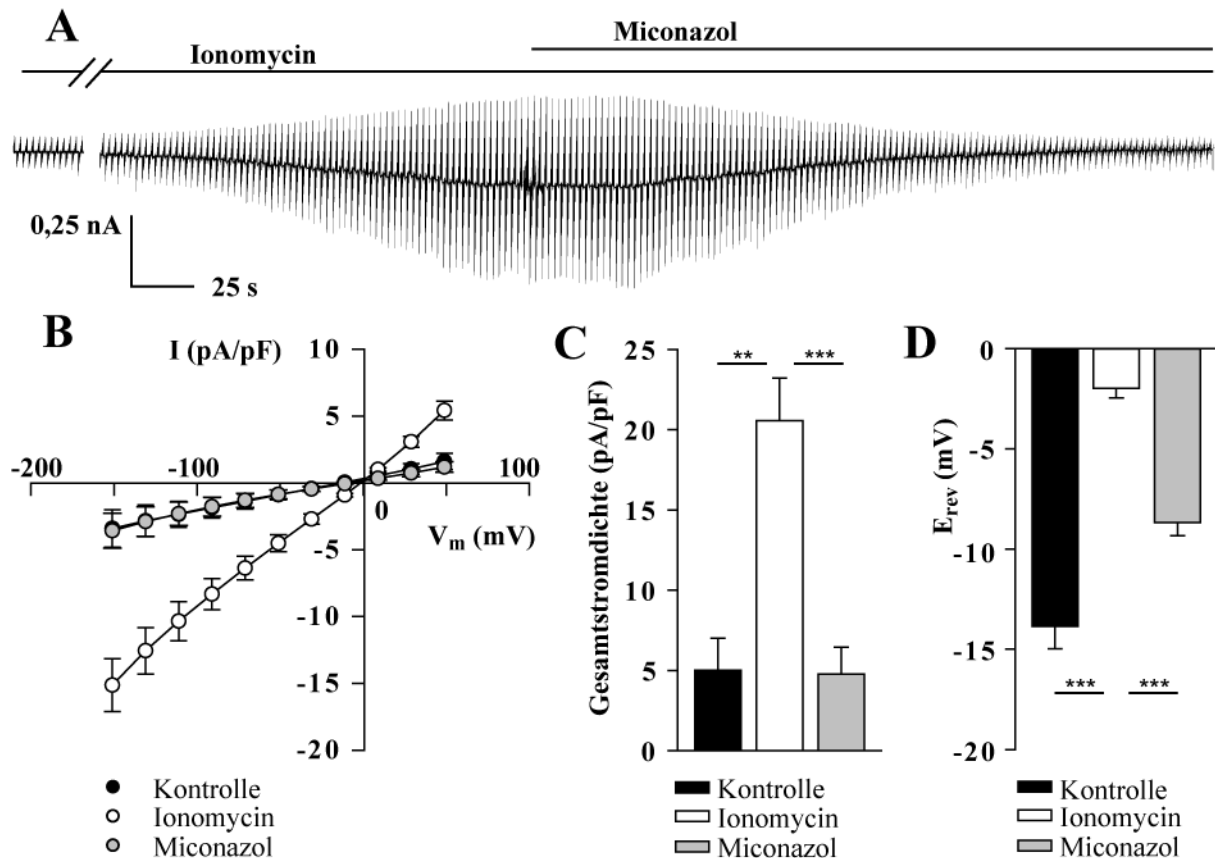 A
Miconazol
Ionomycin
0,25 nA
25 s
B
I (pA/pF)
10
5
-200
-100
0
100
V_m (mV)
-5
-10
-15
-20
Kontrolle
Ionomycin
Miconazol
C
Gesamtstromdichte (pA/pF)
25
20
15
10
5
0
**
***
Kontrolle
Ionomycin
Miconazol
D
E_rev (mV)
0
-5
-10
-15
-20
***
***
Kontrolle
Ionomycin
Miconazol